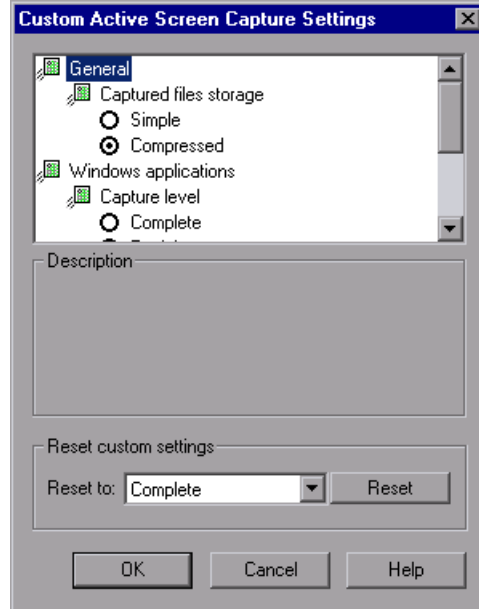 Custom Active Screen Capture Settings
General
Captured files storage
Simple
Compressed
Windows applications
Capture level
Complete
Description
Reset custom settings
Reset to: Complete Reset
OK Cancel Help